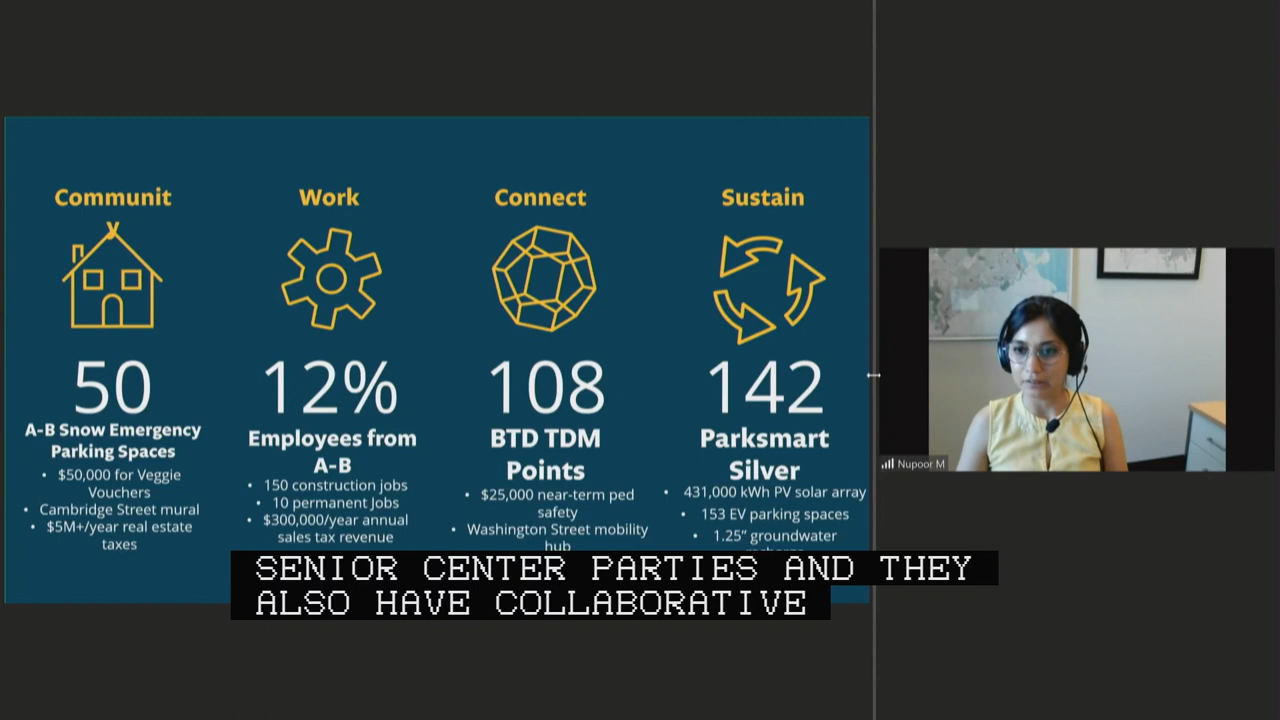 Communit
y
50
A-B Snow Emergency
Parking Spaces
• $50,000 for Veggie
Vouchers
• Cambridge Street mural
• $5M+/year real estate
taxes
Work
12%
Employees from
A-B
• 150 construction jobs
• 10 permanent Jobs
• $300,000/year annual
sales tax revenue
Connect
108
BTD TDM
Points
• $25,000 near-term ped
safety
• Washington Street mobility
hub
Sustain
142
Parksmart
Silver
• 431,000 kWh PV solar array
• 153 EV parking spaces
• 1.25” groundwater
SENIOR CENTER PARTIES AND THEY
ALSO HAVE COLLABORATIVE
Nupoor M